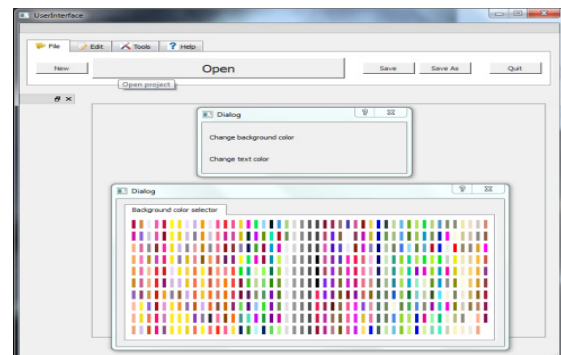 UserInterface
File Edit Tools ? Help
New Open Save Save As Quit
Open project
Dialog
Change background color
Change text color
Dialog
Background color selector